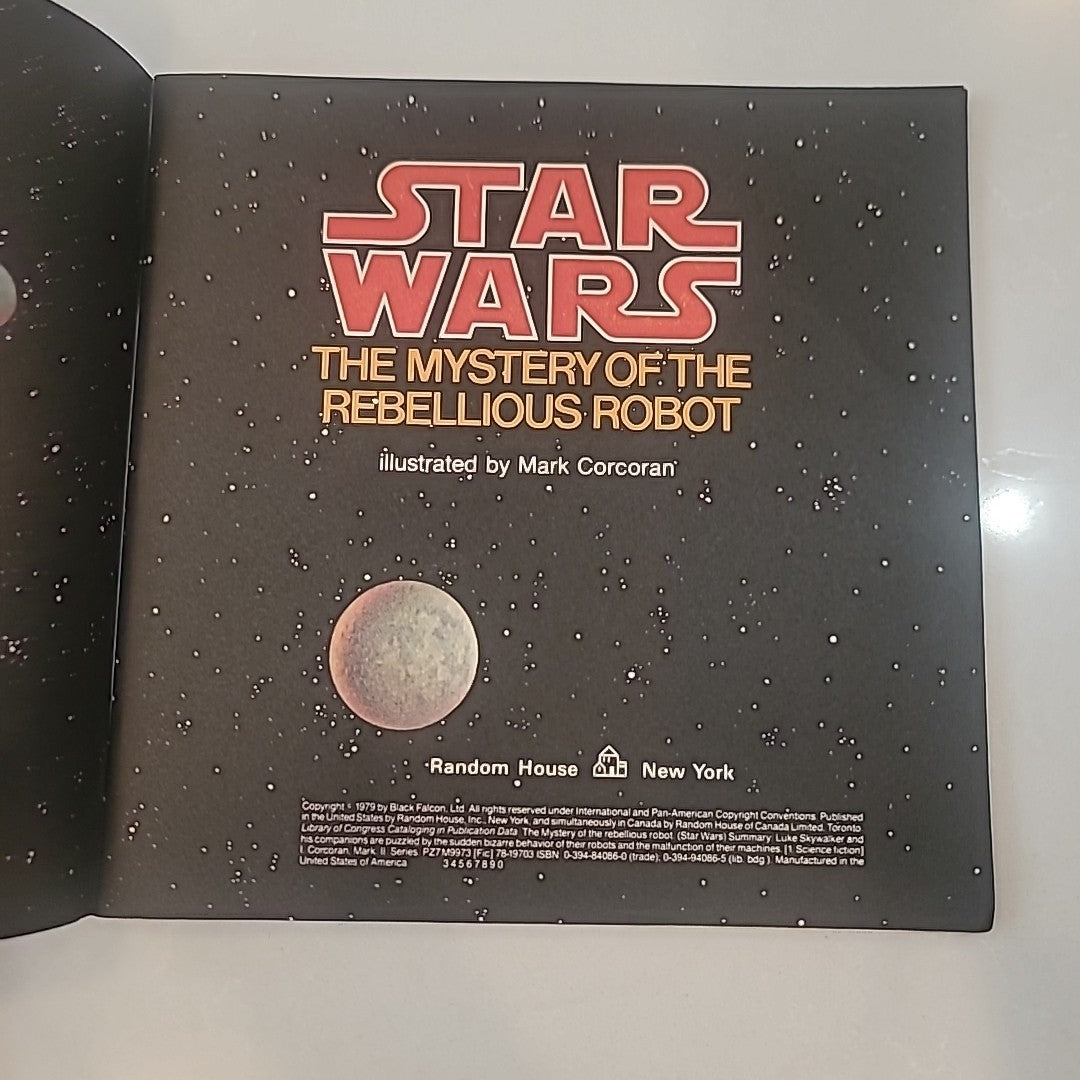 STAR
WARS™
THE MYSTERY OF THE
REBELLIOUS ROBOT
illustrated by Mark Corcoran
Random House New York
Copyright © 1979 by Black Falcon, Ltd. All rights reserved under International and Pan-American Copyright Conventions. Published
in the United States by Random House, Inc., New York, and simultaneously in Canada by Random House of Canada Limited, Toronto.
Library of Congress Cataloging in Publication Data: The Mystery of the rebellious robot. (Star Wars) Summary: Luke Skywalker and
his companions are puzzled by the sudden bizarre behavior of their robots and the malfunction of their machines. [1. Science fiction]
I. Corcoran, Mark. II. Series. PZ7.M9973 [Fic] 78-19703 ISBN: 0-394-84086-0 (trade); 0-394-94086-5 (lib. bdg.). Manufactured in the
United States of America 3 4 5 6 7 8 9 0